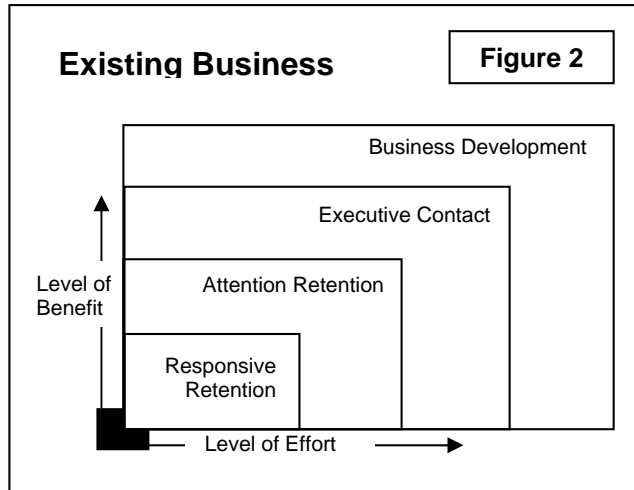 Existing Business
Figure 2
Business Development
Executive Contact
Level of
Benefit
Attention Retention
Responsive
Retention
Level of Effort